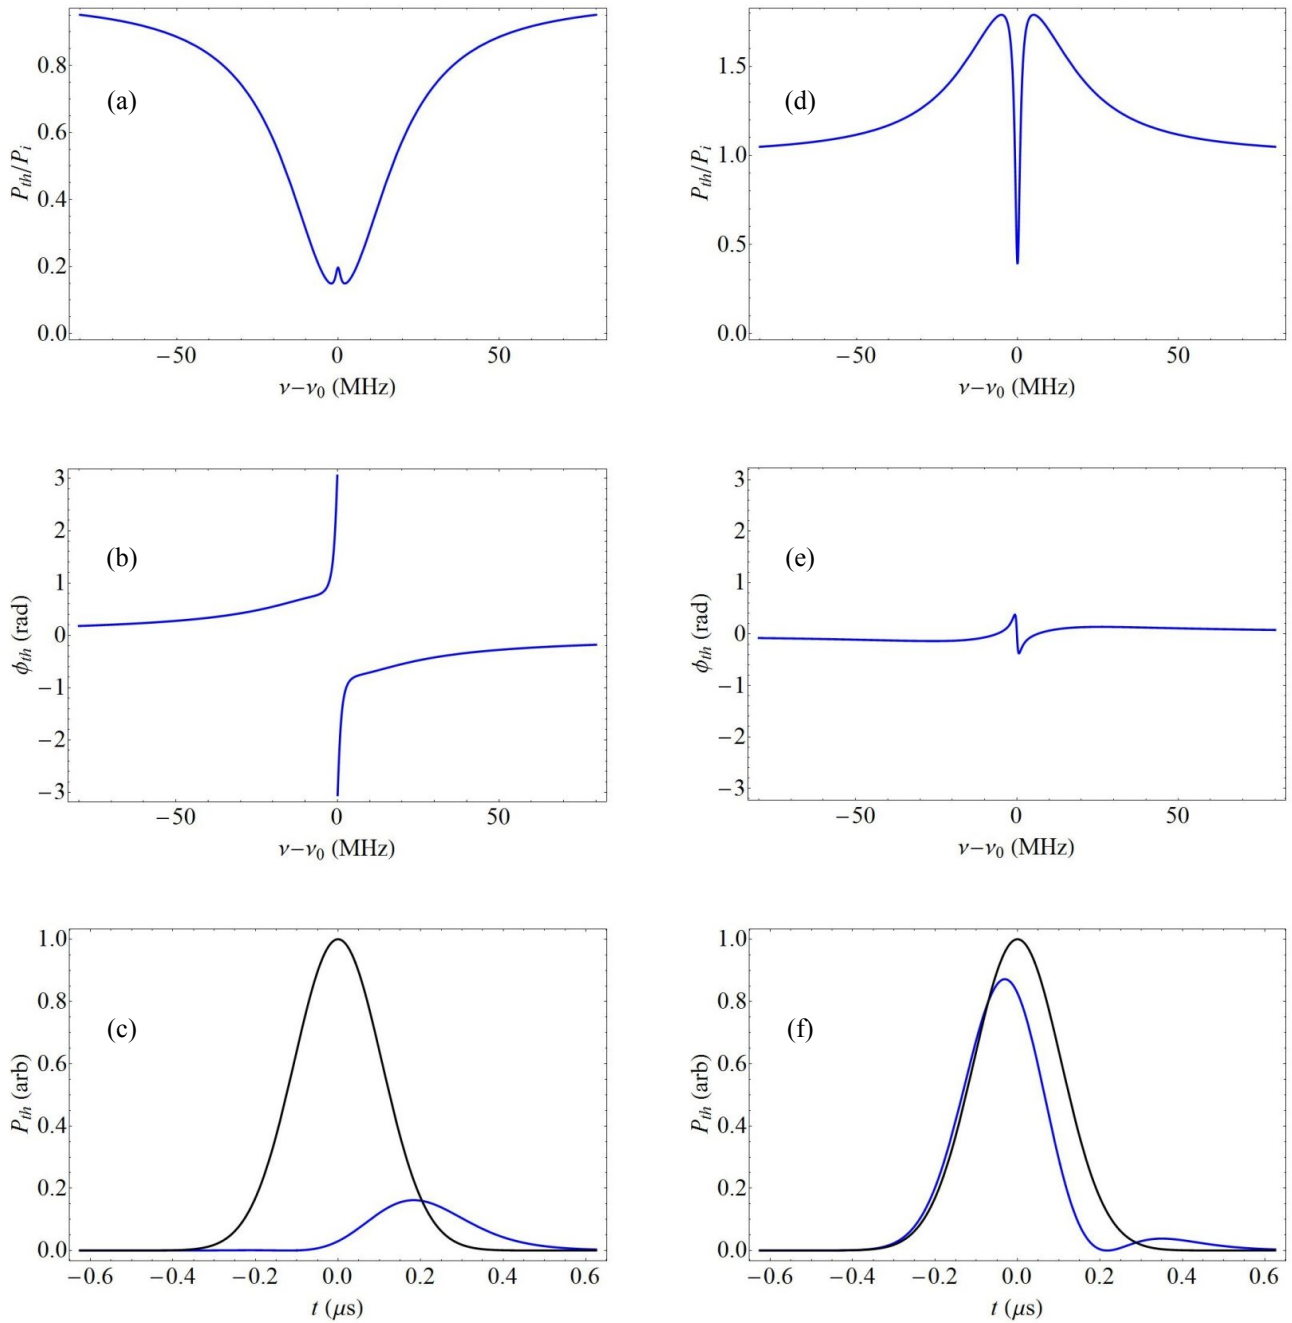 (a)
P_th/P_i
0.8
0.6
0.4
0.2
0.0
−50 0 50
ν−ν₀ (MHz)
(d)
P_th/P_i
1.5
1.0
0.5
0.0
−50 0 50
ν−ν₀ (MHz)
(b)
ϕ_th (rad)
3
2
1
0
−1
−2
−3
−50 0 50
ν−ν₀ (MHz)
(e)
ϕ_th (rad)
3
2
1
0
−1
−2
−3
−50 0 50
ν−ν₀ (MHz)
(c)
P_th (arb)
1.0
0.8
0.6
0.4
0.2
0.0
−0.6 −0.4 −0.2 0.0 0.2 0.4 0.6
t (μs)
(f)
P_th (arb)
1.0
0.8
0.6
0.4
0.2
0.0
−0.6 −0.4 −0.2 0.0 0.2 0.4 0.6
t (μs)